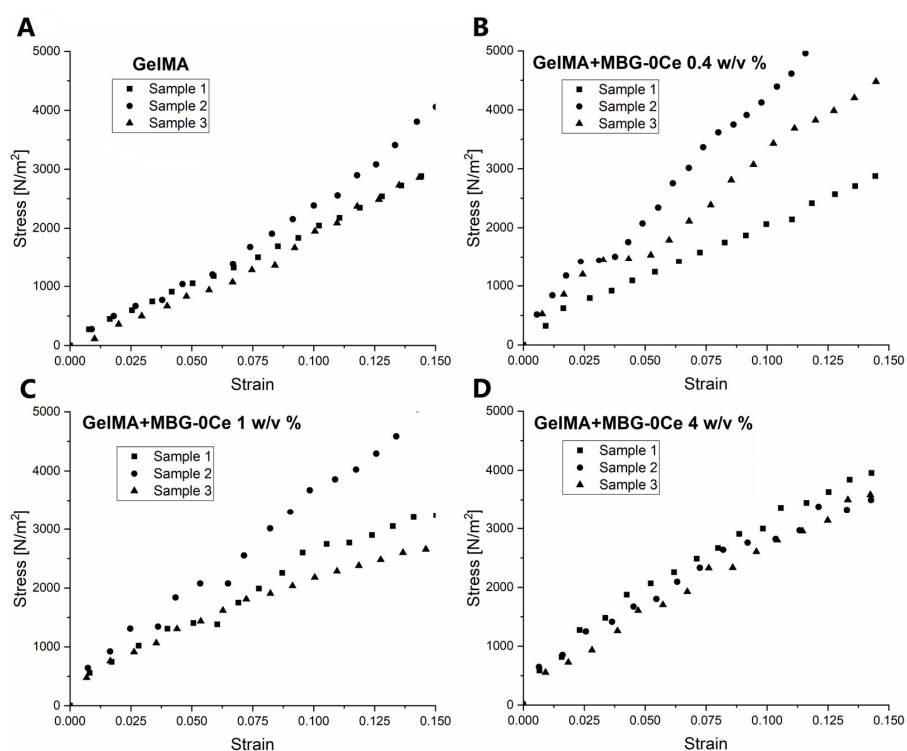 A
GelMA
Sample 1
Sample 2
Sample 3
Stress [N/m²]
5000
4000
3000
2000
1000
0
0.000 0.025 0.050 0.075 0.100 0.125 0.150
Strain
B
GelMA+MBG-0Ce 0.4 w/v %
Sample 1
Sample 2
Sample 3
Stress [N/m²]
5000
4000
3000
2000
1000
0
0.000 0.025 0.050 0.075 0.100 0.125 0.150
Strain
C
GelMA+MBG-0Ce 1 w/v %
Sample 1
Sample 2
Sample 3
Stress [N/m²]
5000
4000
3000
2000
1000
0
0.000 0.025 0.050 0.075 0.100 0.125 0.150
Strain
D
GelMA+MBG-0Ce 4 w/v %
Sample 1
Sample 2
Sample 3
Stress [N/m²]
5000
4000
3000
2000
1000
0
0.000 0.025 0.050 0.075 0.100 0.125 0.150
Strain